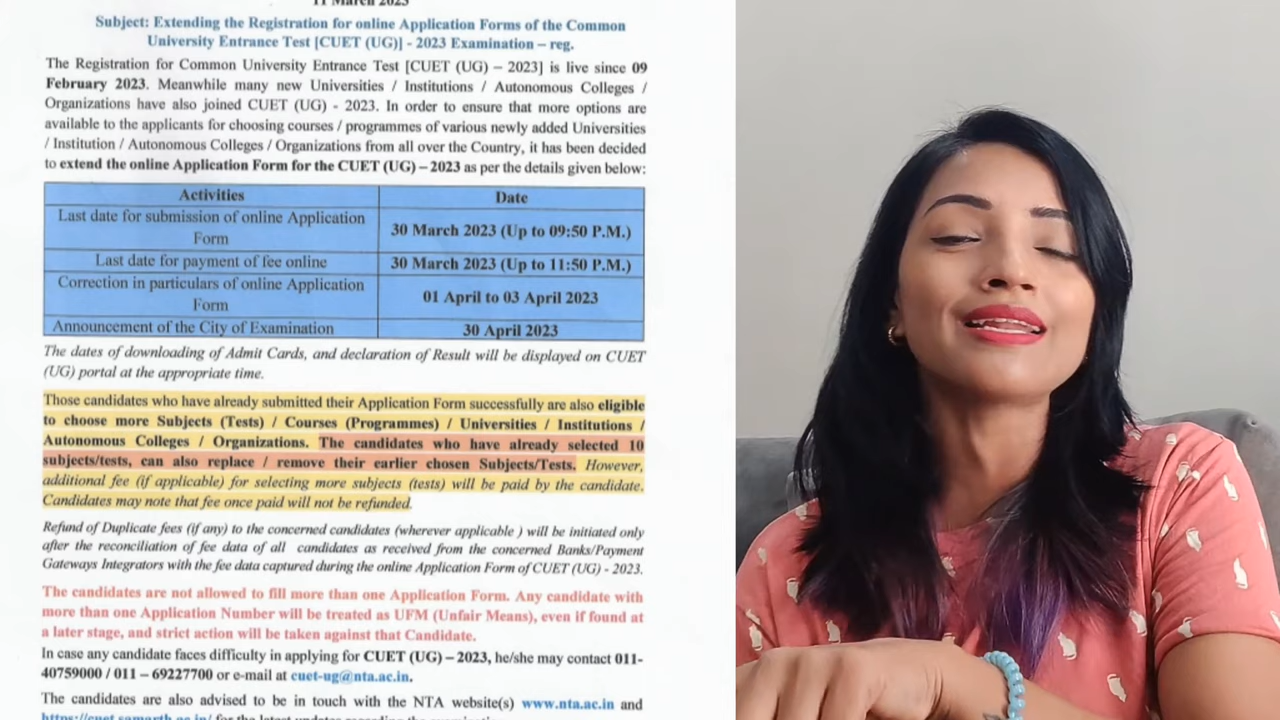 11 March 2023
Subject: Extending the Registration for online Application Forms of the Common
University Entrance Test [CUET (UG)] - 2023 Examination – reg.
The Registration for Common University Entrance Test [CUET (UG) – 2023] is live since 09
February 2023. Meanwhile many new Universities / Institutions / Autonomous Colleges /
Organizations have also joined CUET (UG) - 2023. In order to ensure that more options are
available to the applicants for choosing courses / programmes of various newly added Universities
/ Institution / Autonomous Colleges / Organizations from all over the Country, it has been decided
to extend the online Application Form for the CUET (UG) – 2023 as per the details given below:
Activities Date
Last date for submission of online Application
Form
30 March 2023 (Up to 09:50 P.M.)
Last date for payment of fee online 30 March 2023 (Up to 11:50 P.M.)
Correction in particulars of online Application
Form
01 April to 03 April 2023
Announcement of the City of Examination 30 April 2023
The dates of downloading of Admit Cards, and declaration of Result will be displayed on CUET
(UG) portal at the appropriate time.
Those candidates who have already submitted their Application Form successfully are also eligible
to choose more Subjects (Tests) / Courses (Programmes) / Universities / Institutions /
Autonomous Colleges / Organizations. The candidates who have already selected 10
subjects/tests, can also replace / remove their earlier chosen Subjects/Tests. However,
additional fee (if applicable) for selecting more subjects (tests) will be paid by the candidate.
Candidates may note that fee once paid will not be refunded.
Refund of Duplicate fees (if any) to the concerned candidates (wherever applicable ) will be initiated only
after the reconciliation of fee data of all candidates as received from the concerned Banks/Payment
Gateways Integrators with the fee data captured during the online Application Form of CUET (UG) - 2023.
The candidates are not allowed to fill more than one Application Form. Any candidate with
more than one Application Number will be treated as UFM (Unfair Means), even if found at
a later stage, and strict action will be taken against that Candidate.
In case any candidate faces difficulty in applying for CUET (UG) – 2023, he/she may contact 011-
40759000 / 011 – 69227700 or e-mail at cuet-ug@nta.ac.in.
The candidates are also advised to be in touch with the NTA website(s) www.nta.ac.in and
https://cuet.samarth.ac.in/ for the latest updates regarding the examination.